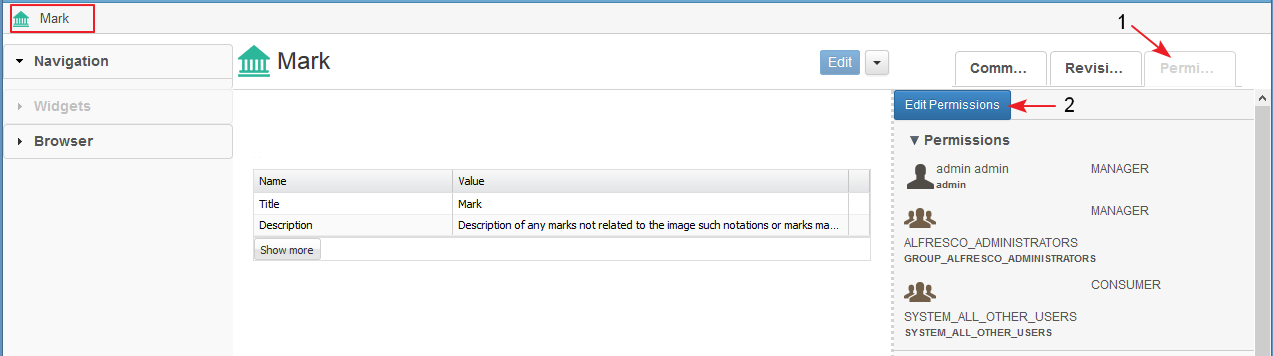 Mark
1
Navigation
Mark
Edit
Comm...
Revisi...
Permi...
Widgets
Edit Permissions
2
Browser
Permissions
admin admin MANAGER
admin
Name Value
Title Mark
MANAGER
Description Description of any marks not related to the image such notations or marks ma...
ALFRESCO_ADMINISTRATORS
Show more
GROUP_ALFRESCO_ADMINISTRATORS
CONSUMER
SYSTEM_ALL_OTHER_USERS
SYSTEM_ALL_OTHER_USERS